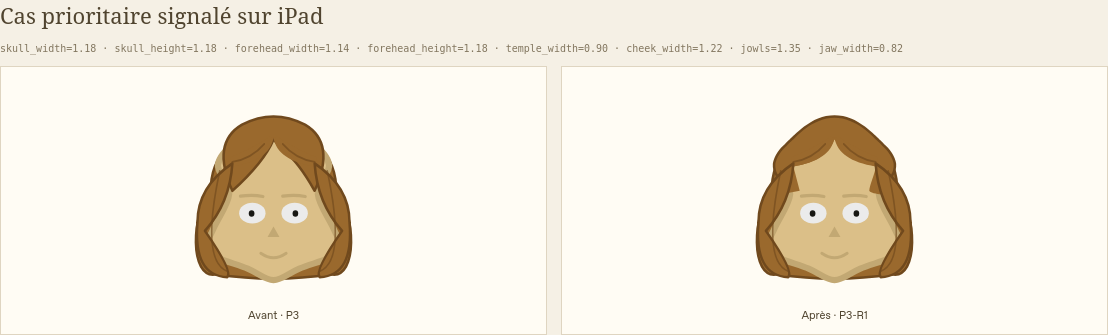 Cas prioritaire signalé sur iPad
skull_width=1.18 · skull_height=1.18 · forehead_width=1.14 · forehead_height=1.18 · temple_width=0.90 · cheek_width=1.22 · jowls=1.35 · jaw_width=0.82
Avant · P3
Après · P3-R1